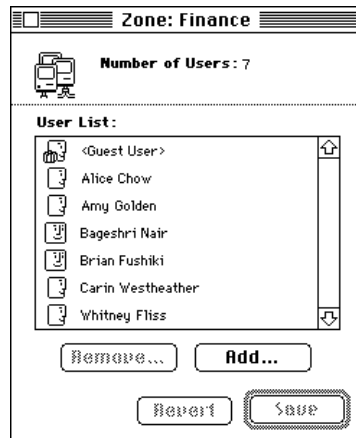 Zone: Finance
Number of Users: 7
User List:
<Guest User>
Alice Chow
Amy Golden
Bageshri Nair
Brian Fushiki
Carin Westheather
Whitney Fliss
Remove... Add...
Revert Save